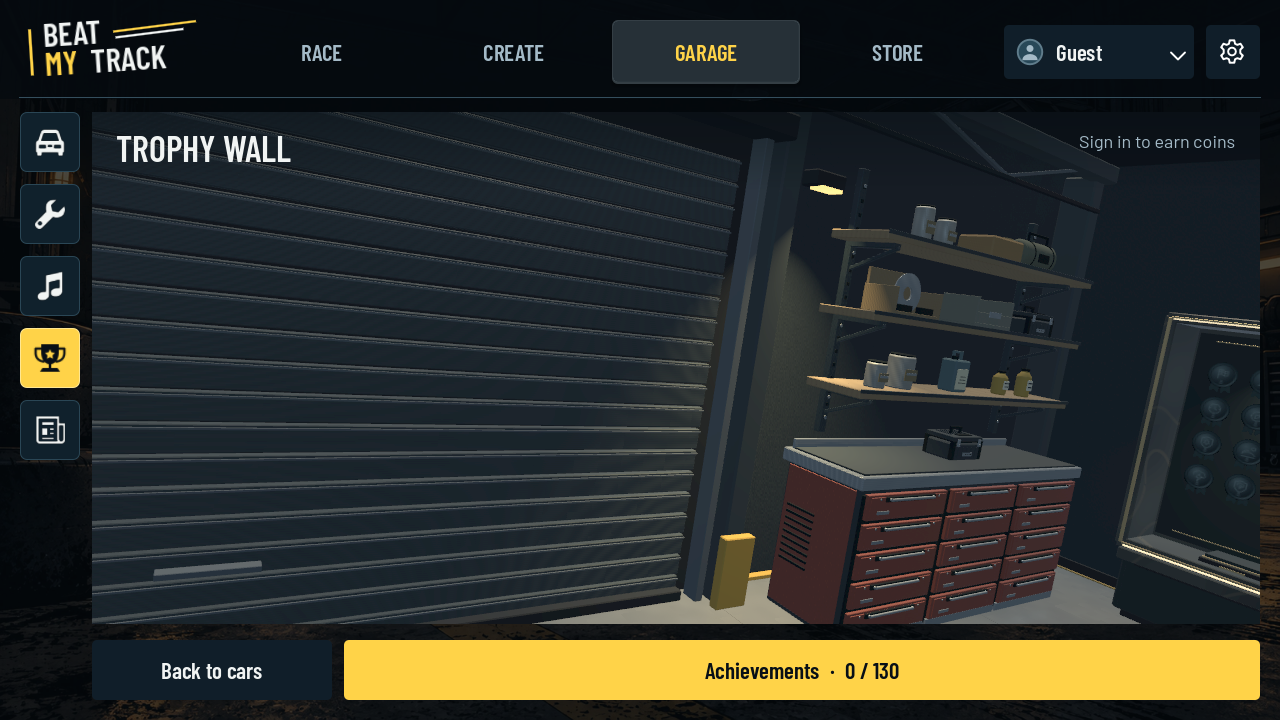 BEAT
MY TRACK
RACE
CREATE
GARAGE
STORE
Guest
TROPHY WALL
Sign in to earn coins
Back to cars
Achievements · 0 / 130